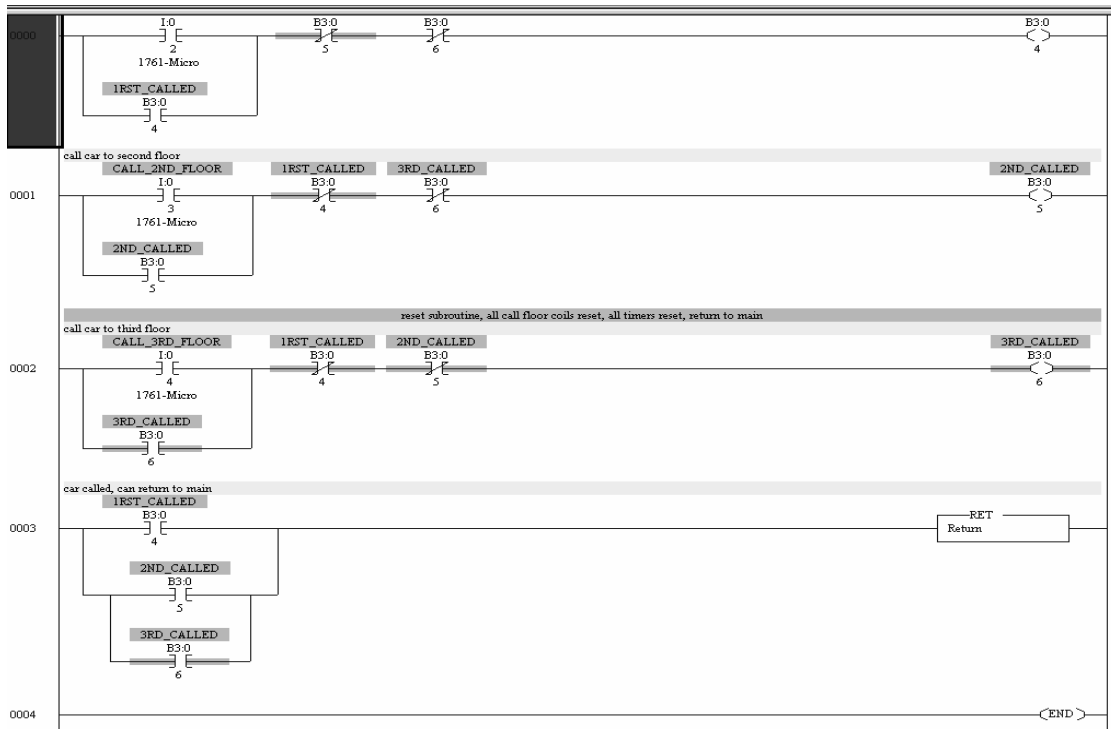 I:0 B3:0 B3:0 B3:0
0000
2 5 6 4
1761-Micro
1RST_CALLED
B3:0
4
call car to second floor
CALL_2ND_FLOOR 1RST_CALLED 3RD_CALLED 2ND_CALLED
I:0 B3:0 B3:0 B3:0
0001
3 4 6 5
1761-Micro
2ND_CALLED
B3:0
5
reset subroutine, all call floor coils reset, all timers reset, return to main
call car to third floor
CALL_3RD_FLOOR 1RST_CALLED 2ND_CALLED 3RD_CALLED
I:0 B3:0 B3:0 B3:0
0002
4 4 5 6
1761-Micro
3RD_CALLED
B3:0
6
car called, can return to main
1RST_CALLED
B3:0
RET
0003 Return
4
2ND_CALLED
B3:0
5
3RD_CALLED
B3:0
6
0004 END